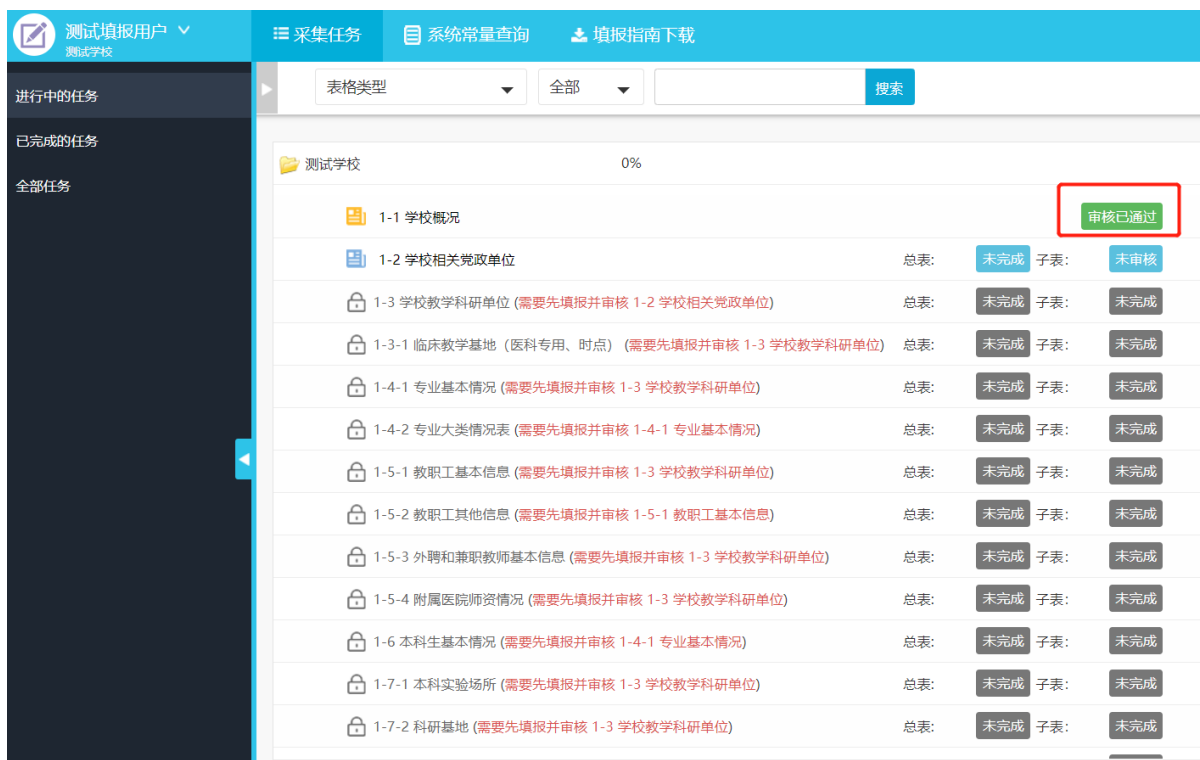 测试填报用户
测试学校
采集任务 系统常量查询 填报指南下载
进行中的任务
已完成的任务
全部任务
表格类型 全部 搜索
测试学校 0%
1-1 学校概况 审核已通过
1-2 学校相关党政单位 总表: 未完成 子表: 未审核
1-3 学校教学科研单位 (需要先填报并审核 1-2 学校相关党政单位) 总表: 未完成 子表: 未完成
1-3-1 临床教学基地（医科专用、时点） (需要先填报并审核 1-3 学校教学科研单位) 总表: 未完成 子表: 未完成
1-4-1 专业基本情况 (需要先填报并审核 1-3 学校教学科研单位) 总表: 未完成 子表: 未完成
1-4-2 专业大类情况表 (需要先填报并审核 1-4-1 专业基本情况) 总表: 未完成 子表: 未完成
1-5-1 教职工基本信息 (需要先填报并审核 1-3 学校教学科研单位) 总表: 未完成 子表: 未完成
1-5-2 教职工其他信息 (需要先填报并审核 1-5-1 教职工基本信息) 总表: 未完成 子表: 未完成
1-5-3 外聘和兼职教师基本信息 (需要先填报并审核 1-3 学校教学科研单位) 总表: 未完成 子表: 未完成
1-5-4 附属医院师资情况 (需要先填报并审核 1-3 学校教学科研单位) 总表: 未完成 子表: 未完成
1-6 本科生基本情况 (需要先填报并审核 1-4-1 专业基本情况) 总表: 未完成 子表: 未完成
1-7-1 本科实验场所 (需要先填报并审核 1-3 学校教学科研单位) 总表: 未完成 子表: 未完成
1-7-2 科研基地 (需要先填报并审核 1-3 学校教学科研单位) 总表: 未完成 子表: 未完成